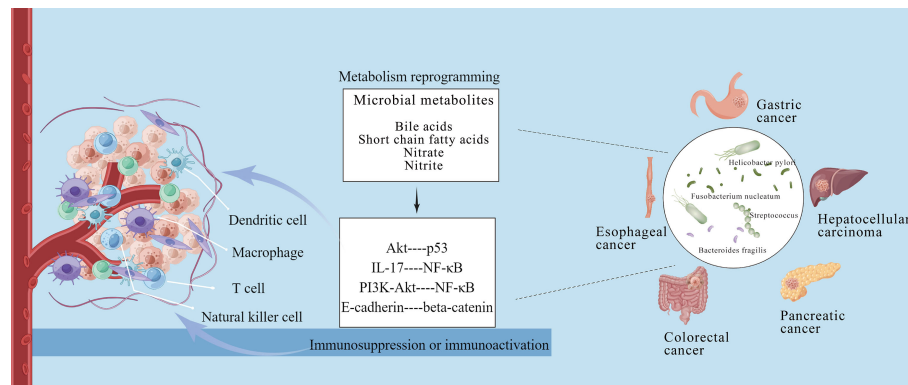 Metabolism reprogramming
Microbial metabolites
Bile acids
Short chain fatty acids
Nitrate
Nitrite
Akt----p53
IL-17----NF-κB
PI3K-Akt----NF-κB
E-cadherin----beta-catenin
Immunosuppression or immunoactivation
Dendritic cell
Macrophage
T cell
Natural killer cell
Gastric
cancer
Helicobacter pylori
Fusobacterium nucleatum
Streptococcus
Bacteroides fragilis
Esophageal
cancer
Hepatocellular
carcinoma
Colorectal
cancer
Pancreatic
cancer